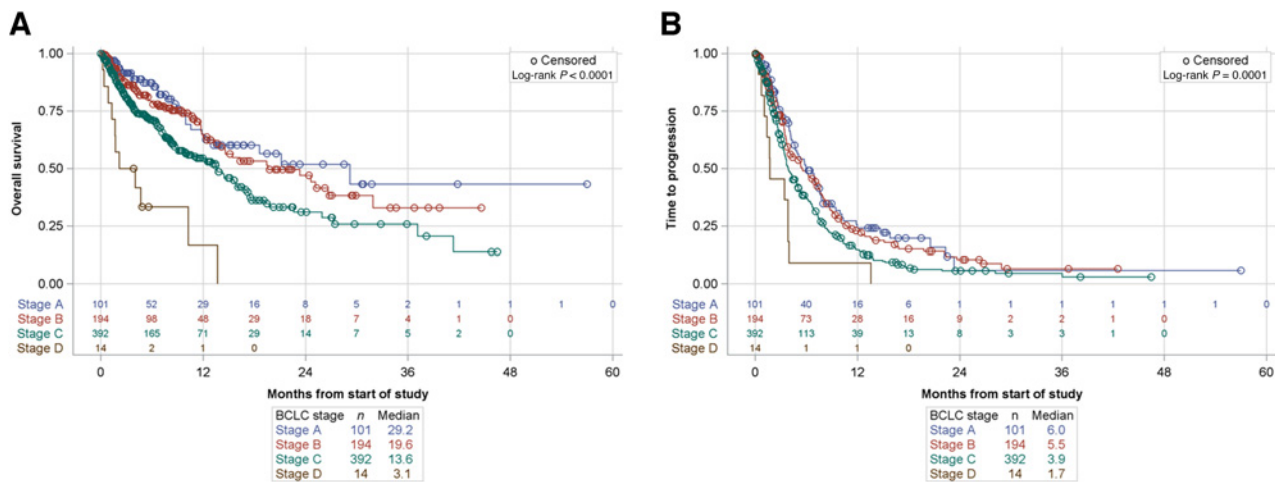 A
1.00
0.75
0.50
0.25
0.00
Overall survival
o Censored
Log-rank P < 0.0001
Stage A 101 52 29 16 8 5 2 1 1 1 0
Stage B 194 98 48 29 18 7 4 1 0
Stage C 392 165 71 29 14 7 5 2 0
Stage D 14 2 1 0
0 12 24 36 48 60
Months from start of study
BCLC stage n Median
Stage A 101 29.2
Stage B 194 19.6
Stage C 392 13.6
Stage D 14 3.1
B
1.00
0.75
0.50
0.25
0.00
Time to progression
o Censored
Log-rank P = 0.0001
Stage A 101 40 16 6 1 1 1 1 1 1 0
Stage B 194 73 28 16 9 2 2 1 0
Stage C 392 113 39 13 8 3 3 1 0
Stage D 14 1 1 0
0 12 24 36 48 60
Months from start of study
BCLC stage n Median
Stage A 101 6.0
Stage B 194 5.5
Stage C 392 3.9
Stage D 14 1.7